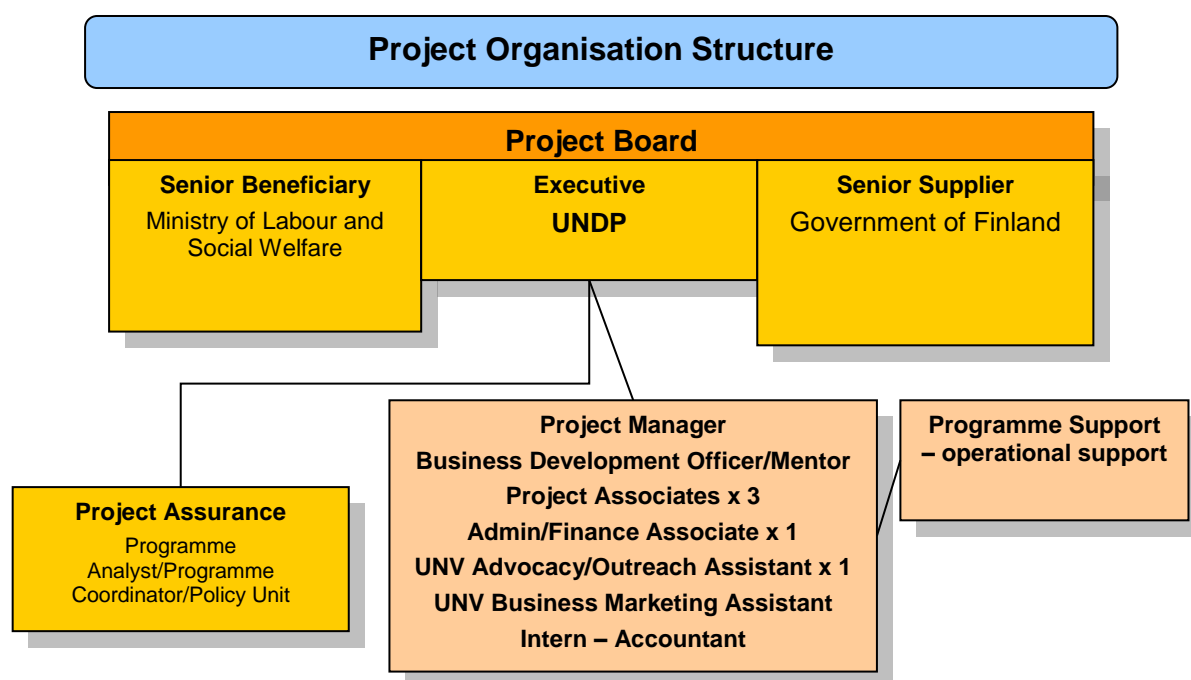 Project Organisation Structure
Project Board
Senior Beneficiary
Ministry of Labour and
Social Welfare
Executive
UNDP
Senior Supplier
Government of Finland
Project Manager
Business Development Officer/Mentor
Project Associates x 3
Admin/Finance Associate x 1
UNV Advocacy/Outreach Assistant x 1
UNV Business Marketing Assistant
Intern – Accountant
Programme Support
– operational support
Project Assurance
Programme
Analyst/Programme
Coordinator/Policy Unit